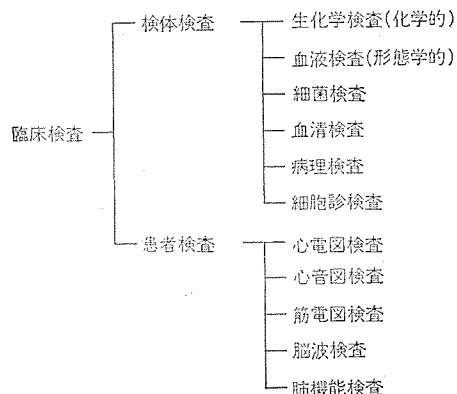 検体検査
生化学検査(化学的)
血液検査(形態学的)
細菌検査
血清検査
臨床検査
病理検査
細胞診検査
患者検査
心電図検査
心音図検査
筋電図検査
脳波検査
肺機能検査